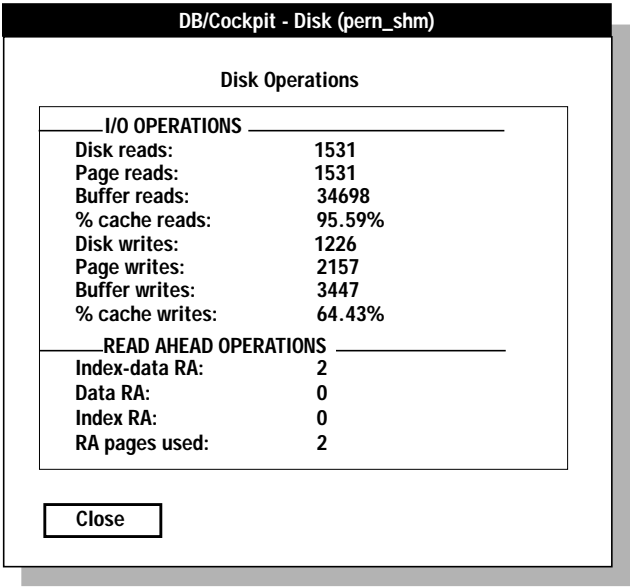 DB/Cockpit - Disk (pern_shm)
Disk Operations
I/O OPERATIONS
Disk reads: 1531
Page reads: 1531
Buffer reads: 34698
% cache reads: 95.59%
Disk writes: 1226
Page writes: 2157
Buffer writes: 3447
% cache writes: 64.43%
READ AHEAD OPERATIONS
Index-data RA: 2
Data RA: 0
Index RA: 0
RA pages used: 2
Close